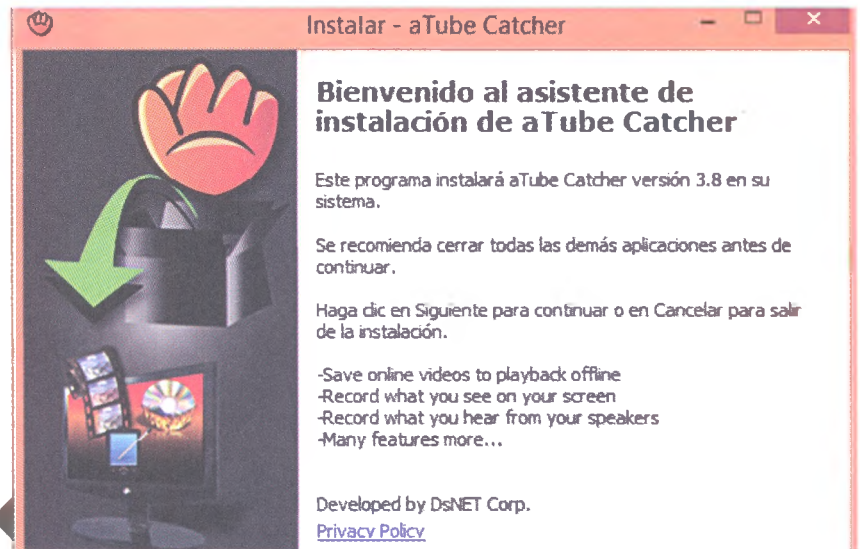 Instalar - aTube Catcher
Bienvenido al asistente de
instalación de aTube Catcher
Este programa instalará aTube Catcher versión 3.8 en su
sistema.
Se recomienda cerrar todas las demás aplicaciones antes de
continuar.
Haga clic en Siguiente para continuar o en Cancelar para salir
de la instalación.
-Save online videos to playback offline
-Record what you see on your screen
-Record what you hear from your speakers
-Many features more...
Developed by DsNET Corp.
Privacy Policy